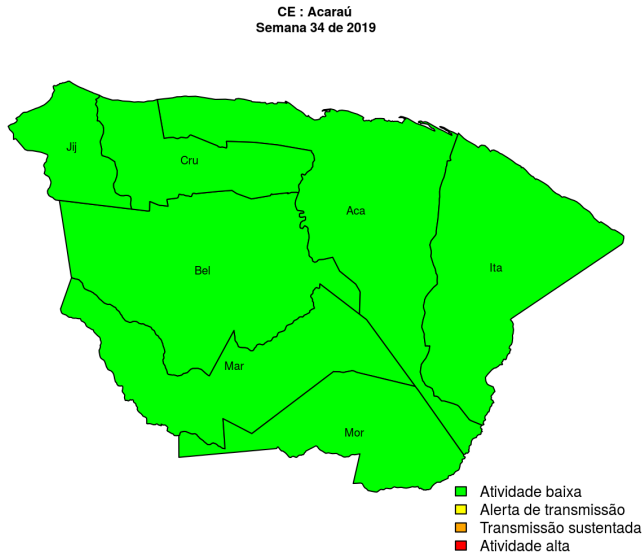 CE : Acaraú
Semana 34 de 2019
Jij
Cru
Aca
Bel
Ita
Mar
Mor
Atividade baixa
Alerta de transmissão
Transmissão sustentada
Atividade alta